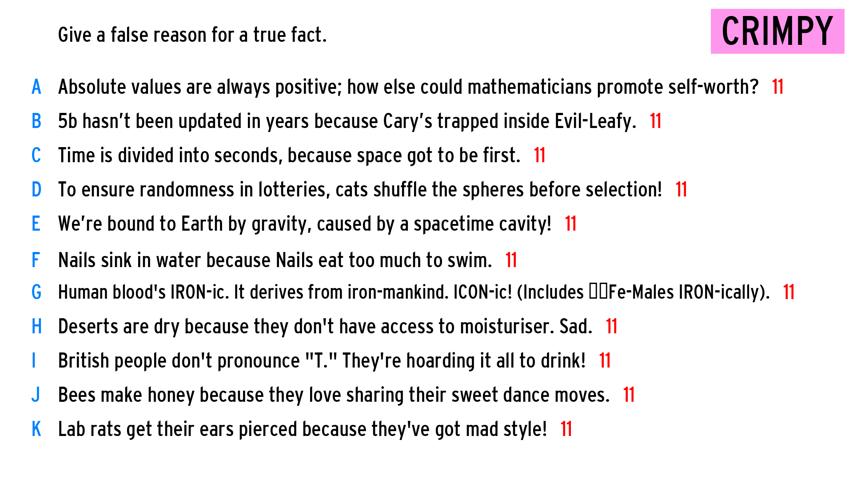 CRIMPY
Give a false reason for a true fact.
A Absolute values are always positive; how else could mathematicians promote self-worth? 11
B 5b hasn’t been updated in years because Cary’s trapped inside Evil-Leafy. 11
C Time is divided into seconds, because space got to be first. 11
D To ensure randomness in lotteries, cats shuffle the spheres before selection! 11
E We’re bound to Earth by gravity, caused by a spacetime cavity! 11
F Nails sink in water because Nails eat too much to swim. 11
G Human blood's IRON-ic. It derives from iron-mankind. ICON-ic! (Includes Fe-Males IRON-ically). 11
H Deserts are dry because they don't have access to moisturiser. Sad. 11
I British people don't pronounce "T." They're hoarding it all to drink! 11
J Bees make honey because they love sharing their sweet dance moves. 11
K Lab rats get their ears pierced because they've got mad style! 11